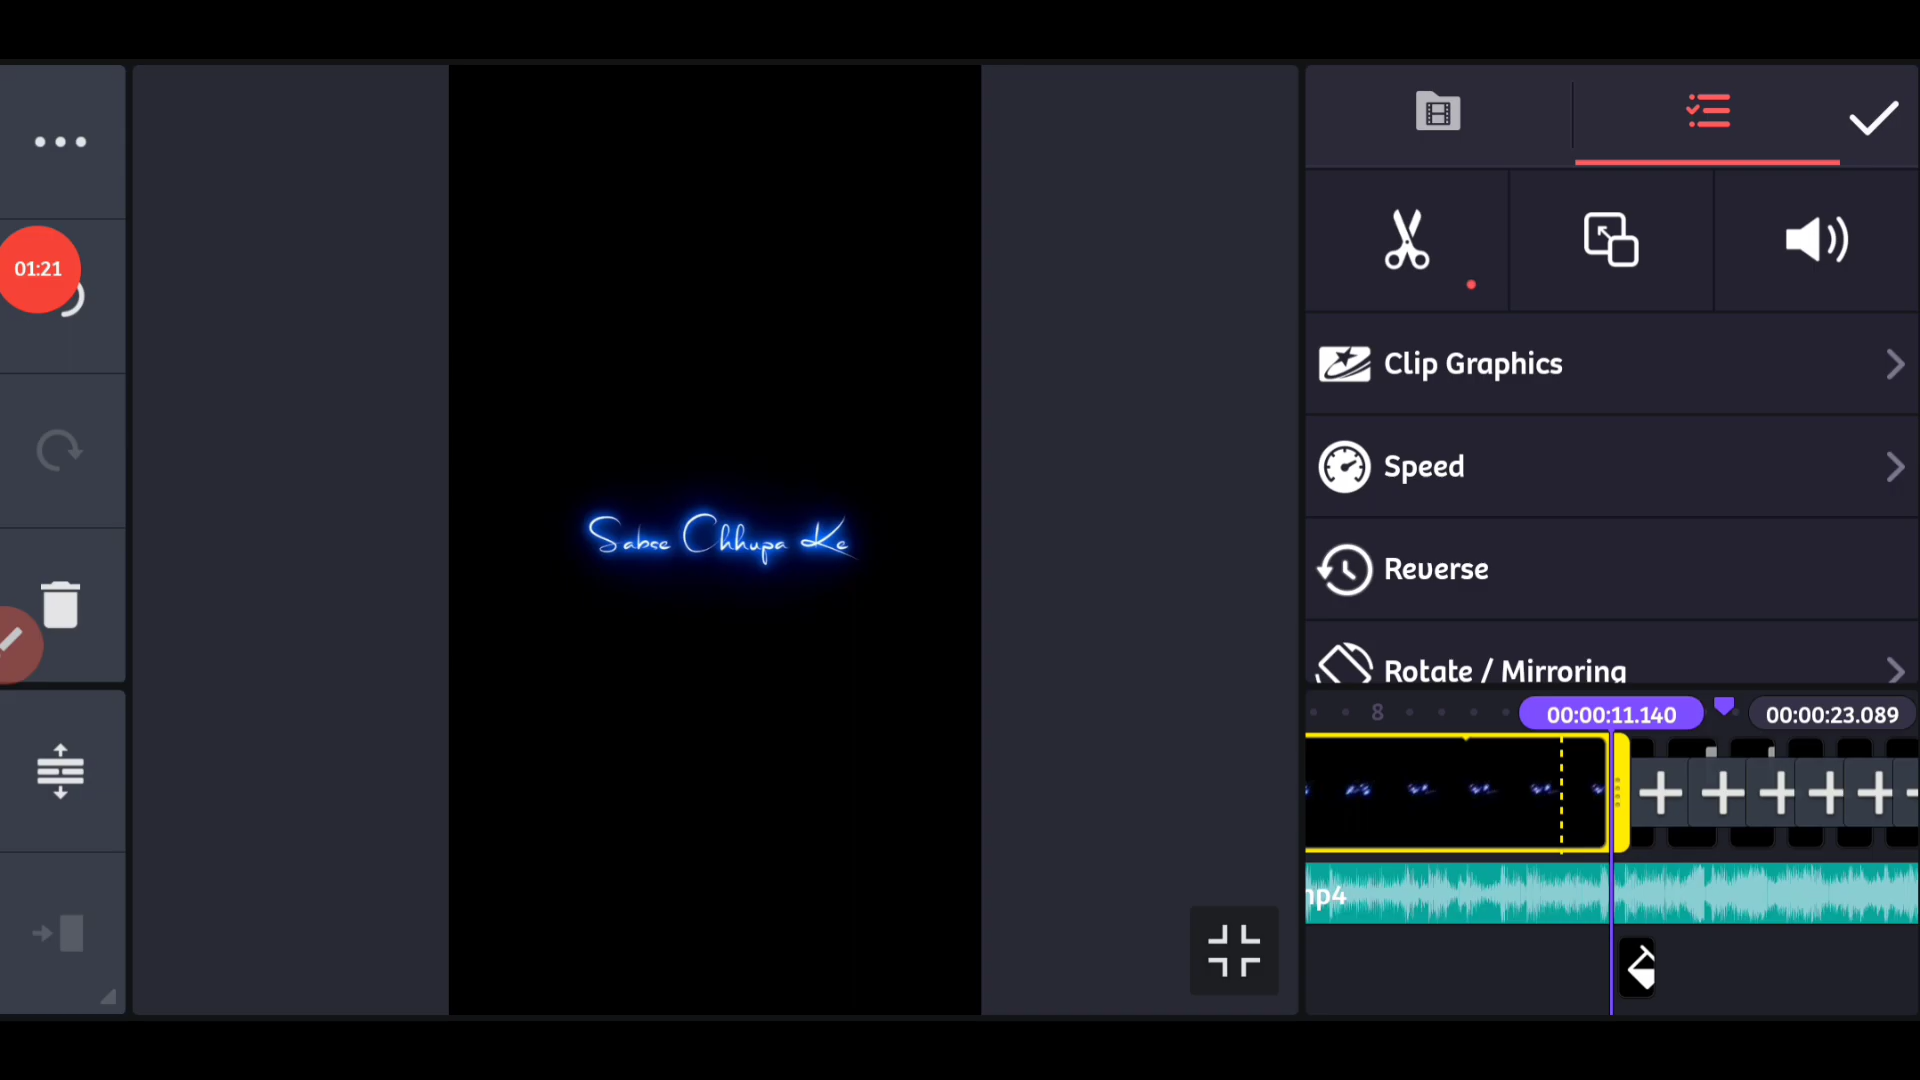 01:21
Sabse Chhupa Ke
Clip Graphics
Speed
Reverse
Rotate / Mirroring
8
00:00:11.140
00:00:23.089
mp4